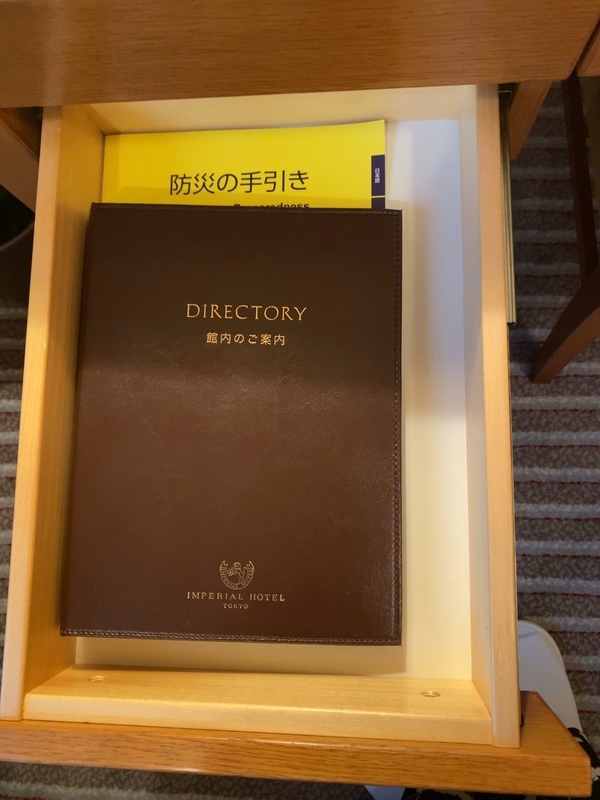 防災の手引き
Preparedness
日本語
DIRECTORY
館内のご案内
IMPERIAL HOTEL
TOKYO